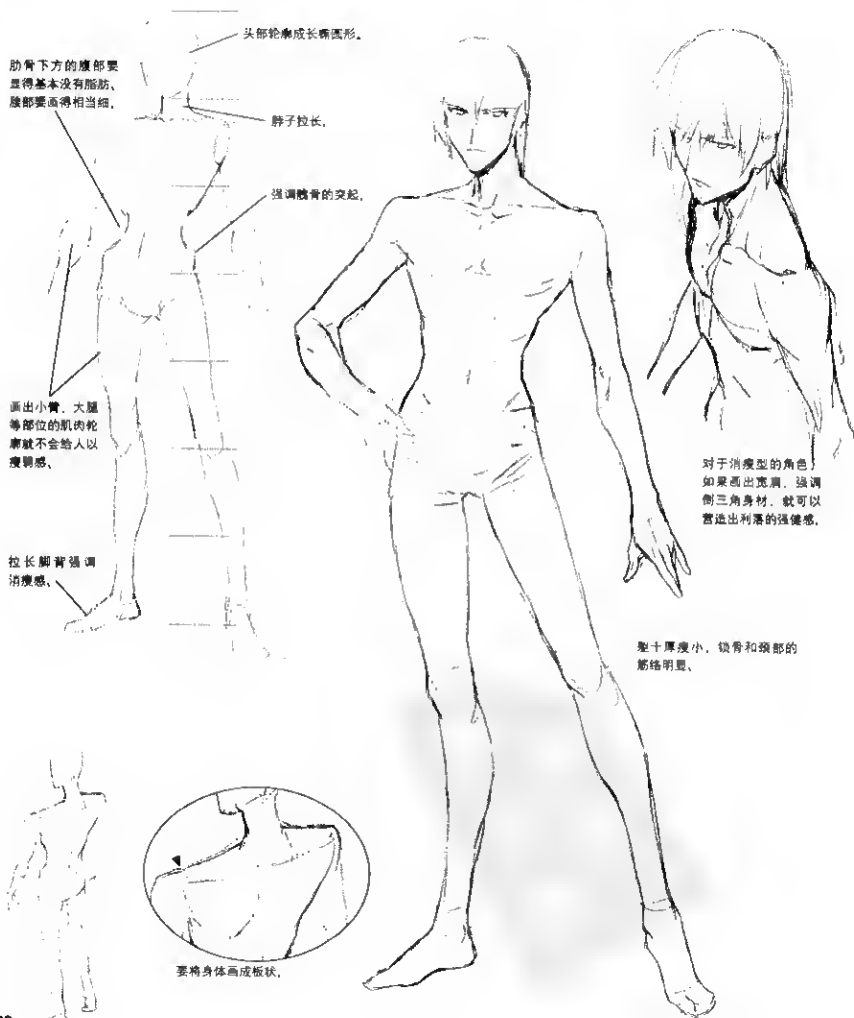 头部轮廓成长椭圆形。
肋骨下方的腹部要
显得基本没有脂肪、
腰部要画得相当细。
脖子拉长。
强调髋骨的突起。
画出小臂、大腿
等部位的肌肉轮
廓就不会给人以
瘦弱感。
拉长脚背强调
消瘦感。
对于消瘦型的角色，
如果画出宽肩，强调
倒三角身材，就可以
营造出利落的强健感。
厚瘦小，锁骨和颈部的
筋络明显。
要将身体画成板状。